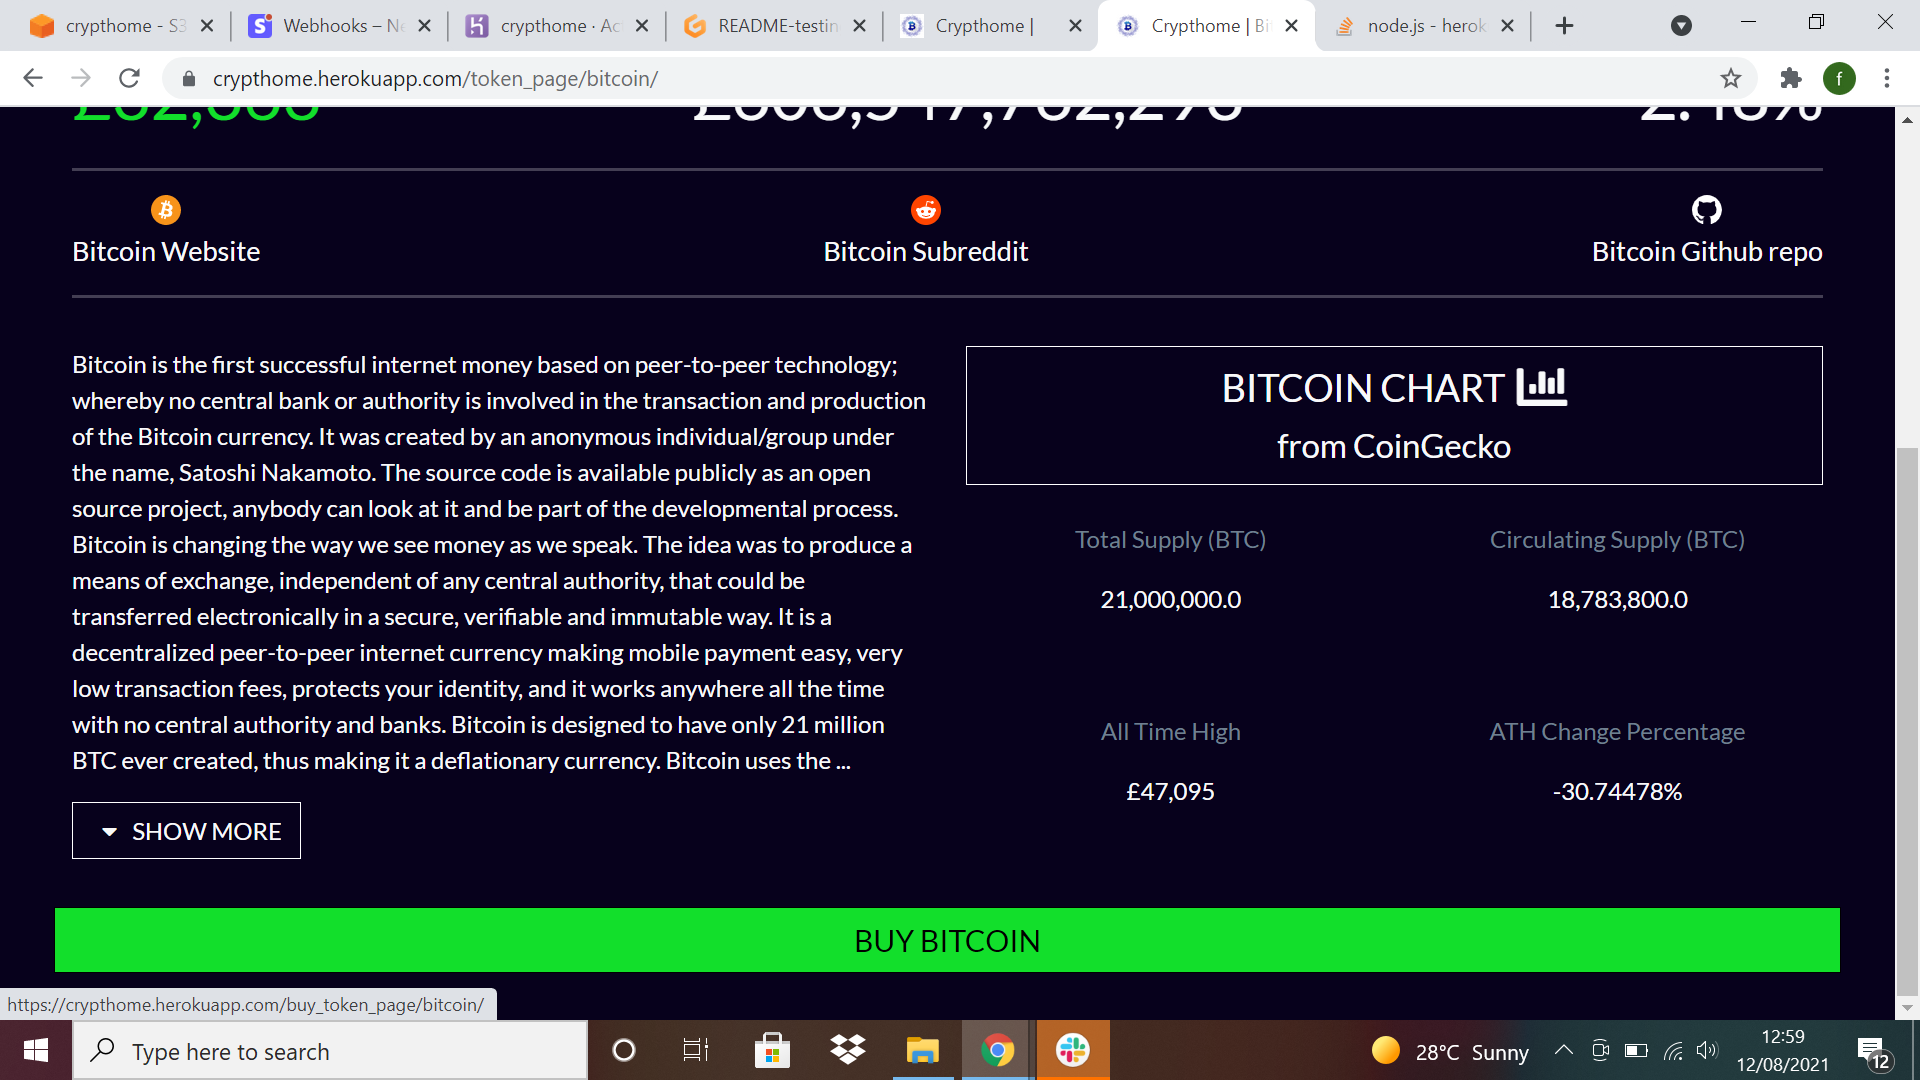 crypthome - S3
Webhooks – Ne
crypthome · Ac
README-testin
Crypthome |
Crypthome | Bi
node.js - herok
crypthome.herokuapp.com/token_page/bitcoin/
f
Bitcoin Website
Bitcoin Subreddit
Bitcoin Github repo
Bitcoin is the first successful internet money based on peer-to-peer technology;
whereby no central bank or authority is involved in the transaction and production
of the Bitcoin currency. It was created by an anonymous individual/group under
the name, Satoshi Nakamoto. The source code is available publicly as an open
source project, anybody can look at it and be part of the developmental process.
Bitcoin is changing the way we see money as we speak. The idea was to produce a
means of exchange, independent of any central authority, that could be
transferred electronically in a secure, verifiable and immutable way. It is a
decentralized peer-to-peer internet currency making mobile payment easy, very
low transaction fees, protects your identity, and it works anywhere all the time
with no central authority and banks. Bitcoin is designed to have only 21 million
BTC ever created, thus making it a deflationary currency. Bitcoin uses the ...
SHOW MORE
BITCOIN CHART
from CoinGecko
Total Supply (BTC)
Circulating Supply (BTC)
21,000,000.0
18,783,800.0
All Time High
ATH Change Percentage
£47,095
-30.74478%
BUY BITCOIN
https://crypthome.herokuapp.com/buy_token_page/bitcoin/
Type here to search
28°C Sunny
12:59
12/08/2021
12